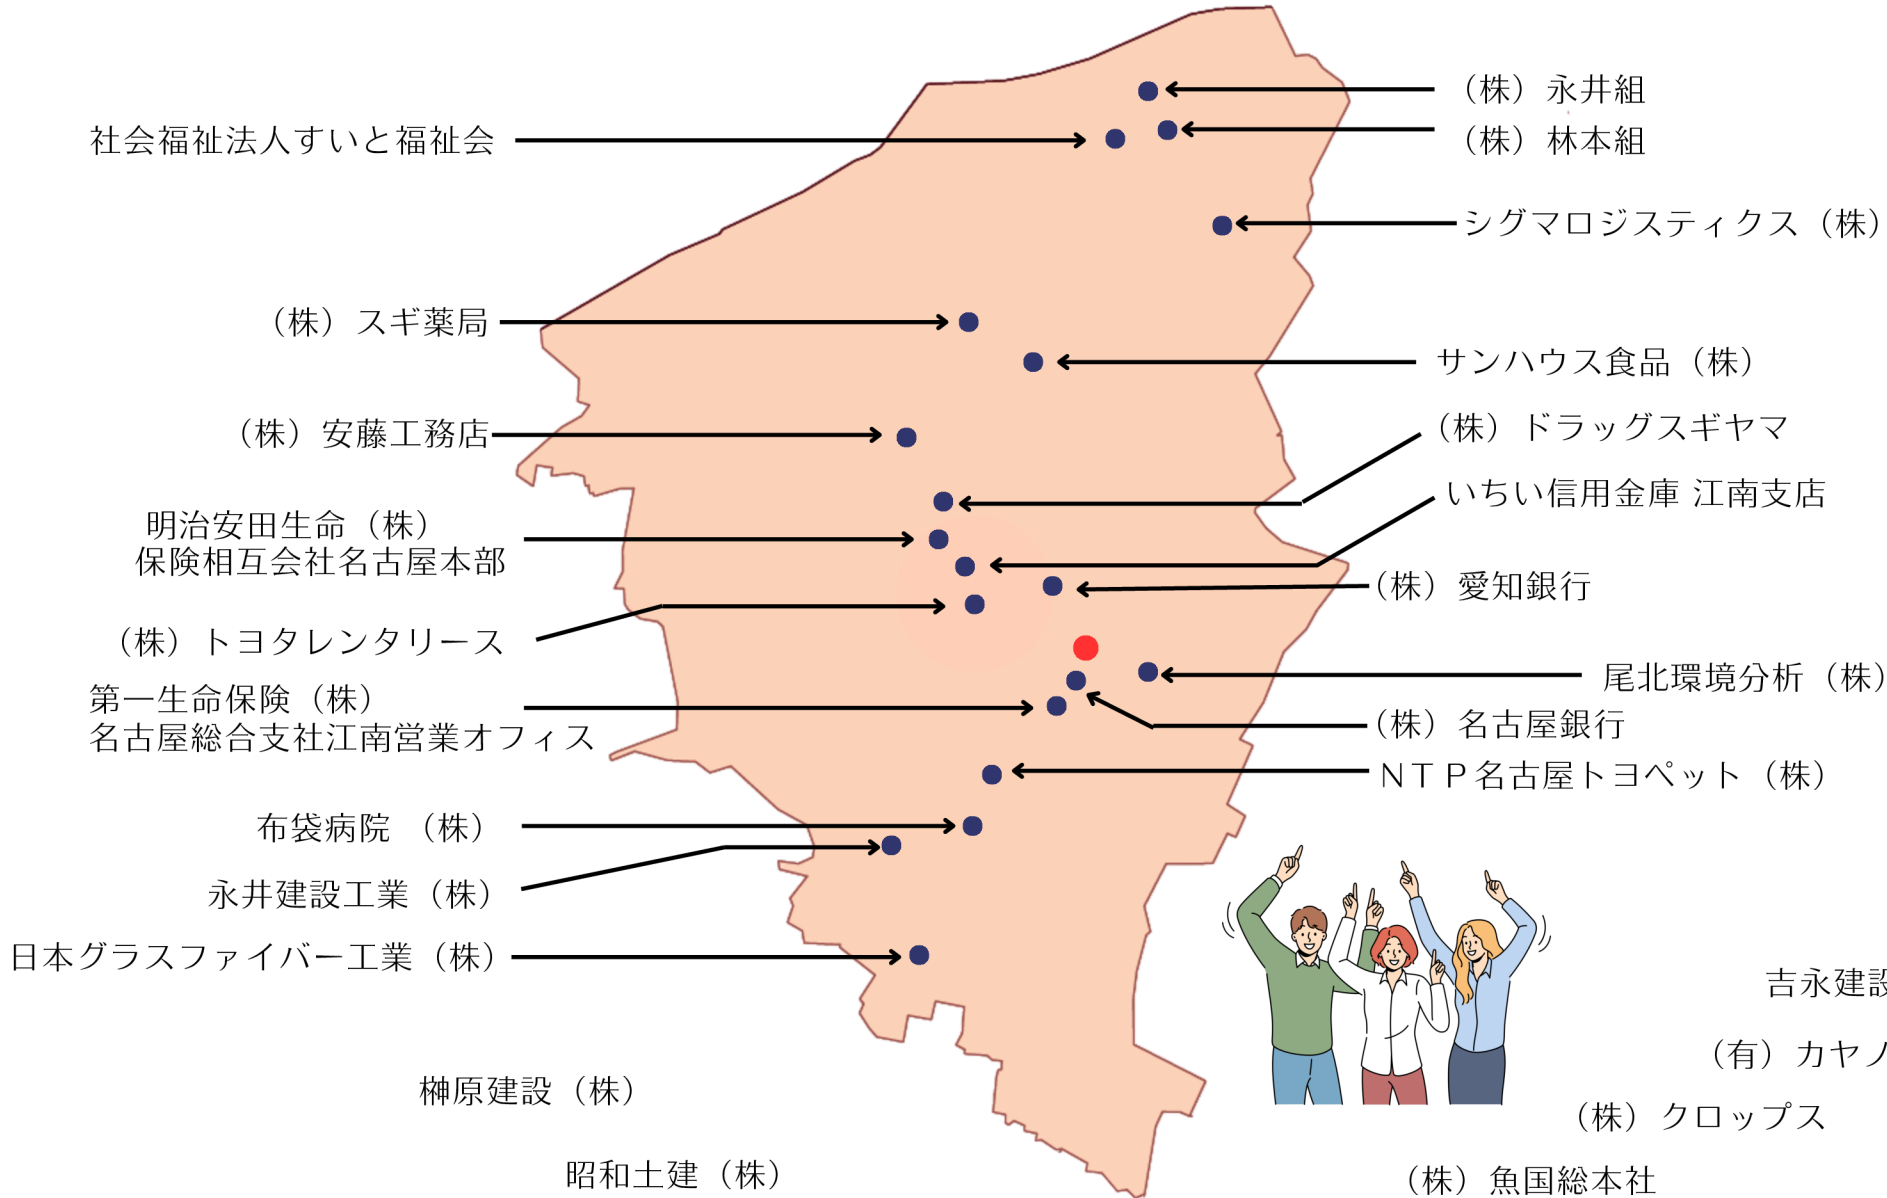 社会福祉法人すいと福祉会
（株）スギ薬局
（株）安藤工務店
明治安田生命（株）
保険相互会社名古屋本部
（株）トヨタレンタリース
第一生命保険（株）
名古屋総合支社江南営業オフィス
布袋病院 （株）
永井建設工業（株）
日本グラスファイバー工業（株）
榊原建設（株）
昭和土建（株）
（株）永井組
（株）林本組
シグマロジスティクス（株）
サンハウス食品（株）
（株）ドラッグスギヤマ
いちい信用金庫 江南支店
（株）愛知銀行
尾北環境分析（株）
（株）名古屋銀行
ＮＴＰ名古屋トヨペット（株）
吉永建設
（有）カヤノ
（株）クロップス
（株）魚国総本社